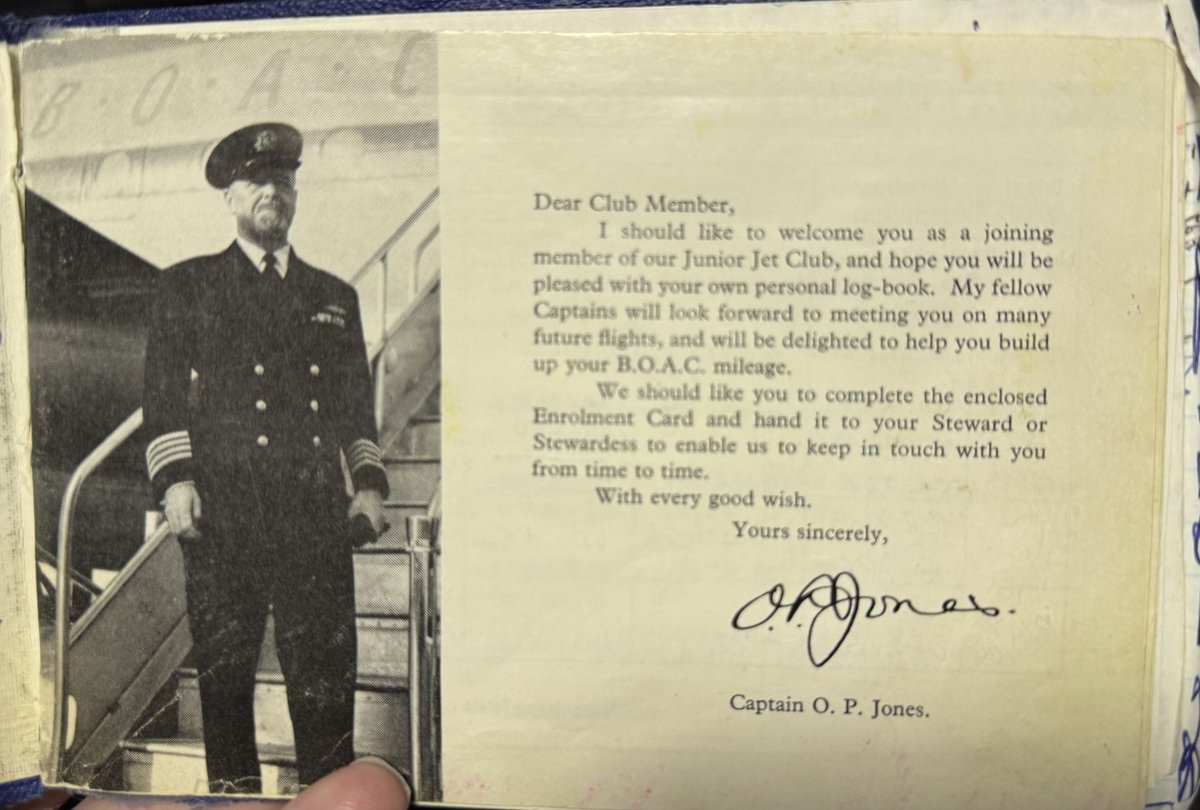 B·O·A·C
Dear Club Member,
I should like to welcome you as a joining
member of our Junior Jet Club, and hope you will be
pleased with your own personal log-book. My fellow
Captains will look forward to meeting you on many
future flights, and will be delighted to help you build
up your B.O.A.C. mileage.
We should like you to complete the enclosed
Enrolment Card and hand it to your Steward or
Stewardess to enable us to keep in touch with you
from time to time.
With every good wish.
Yours sincerely,
O.P. Jones.
Captain O. P. Jones.